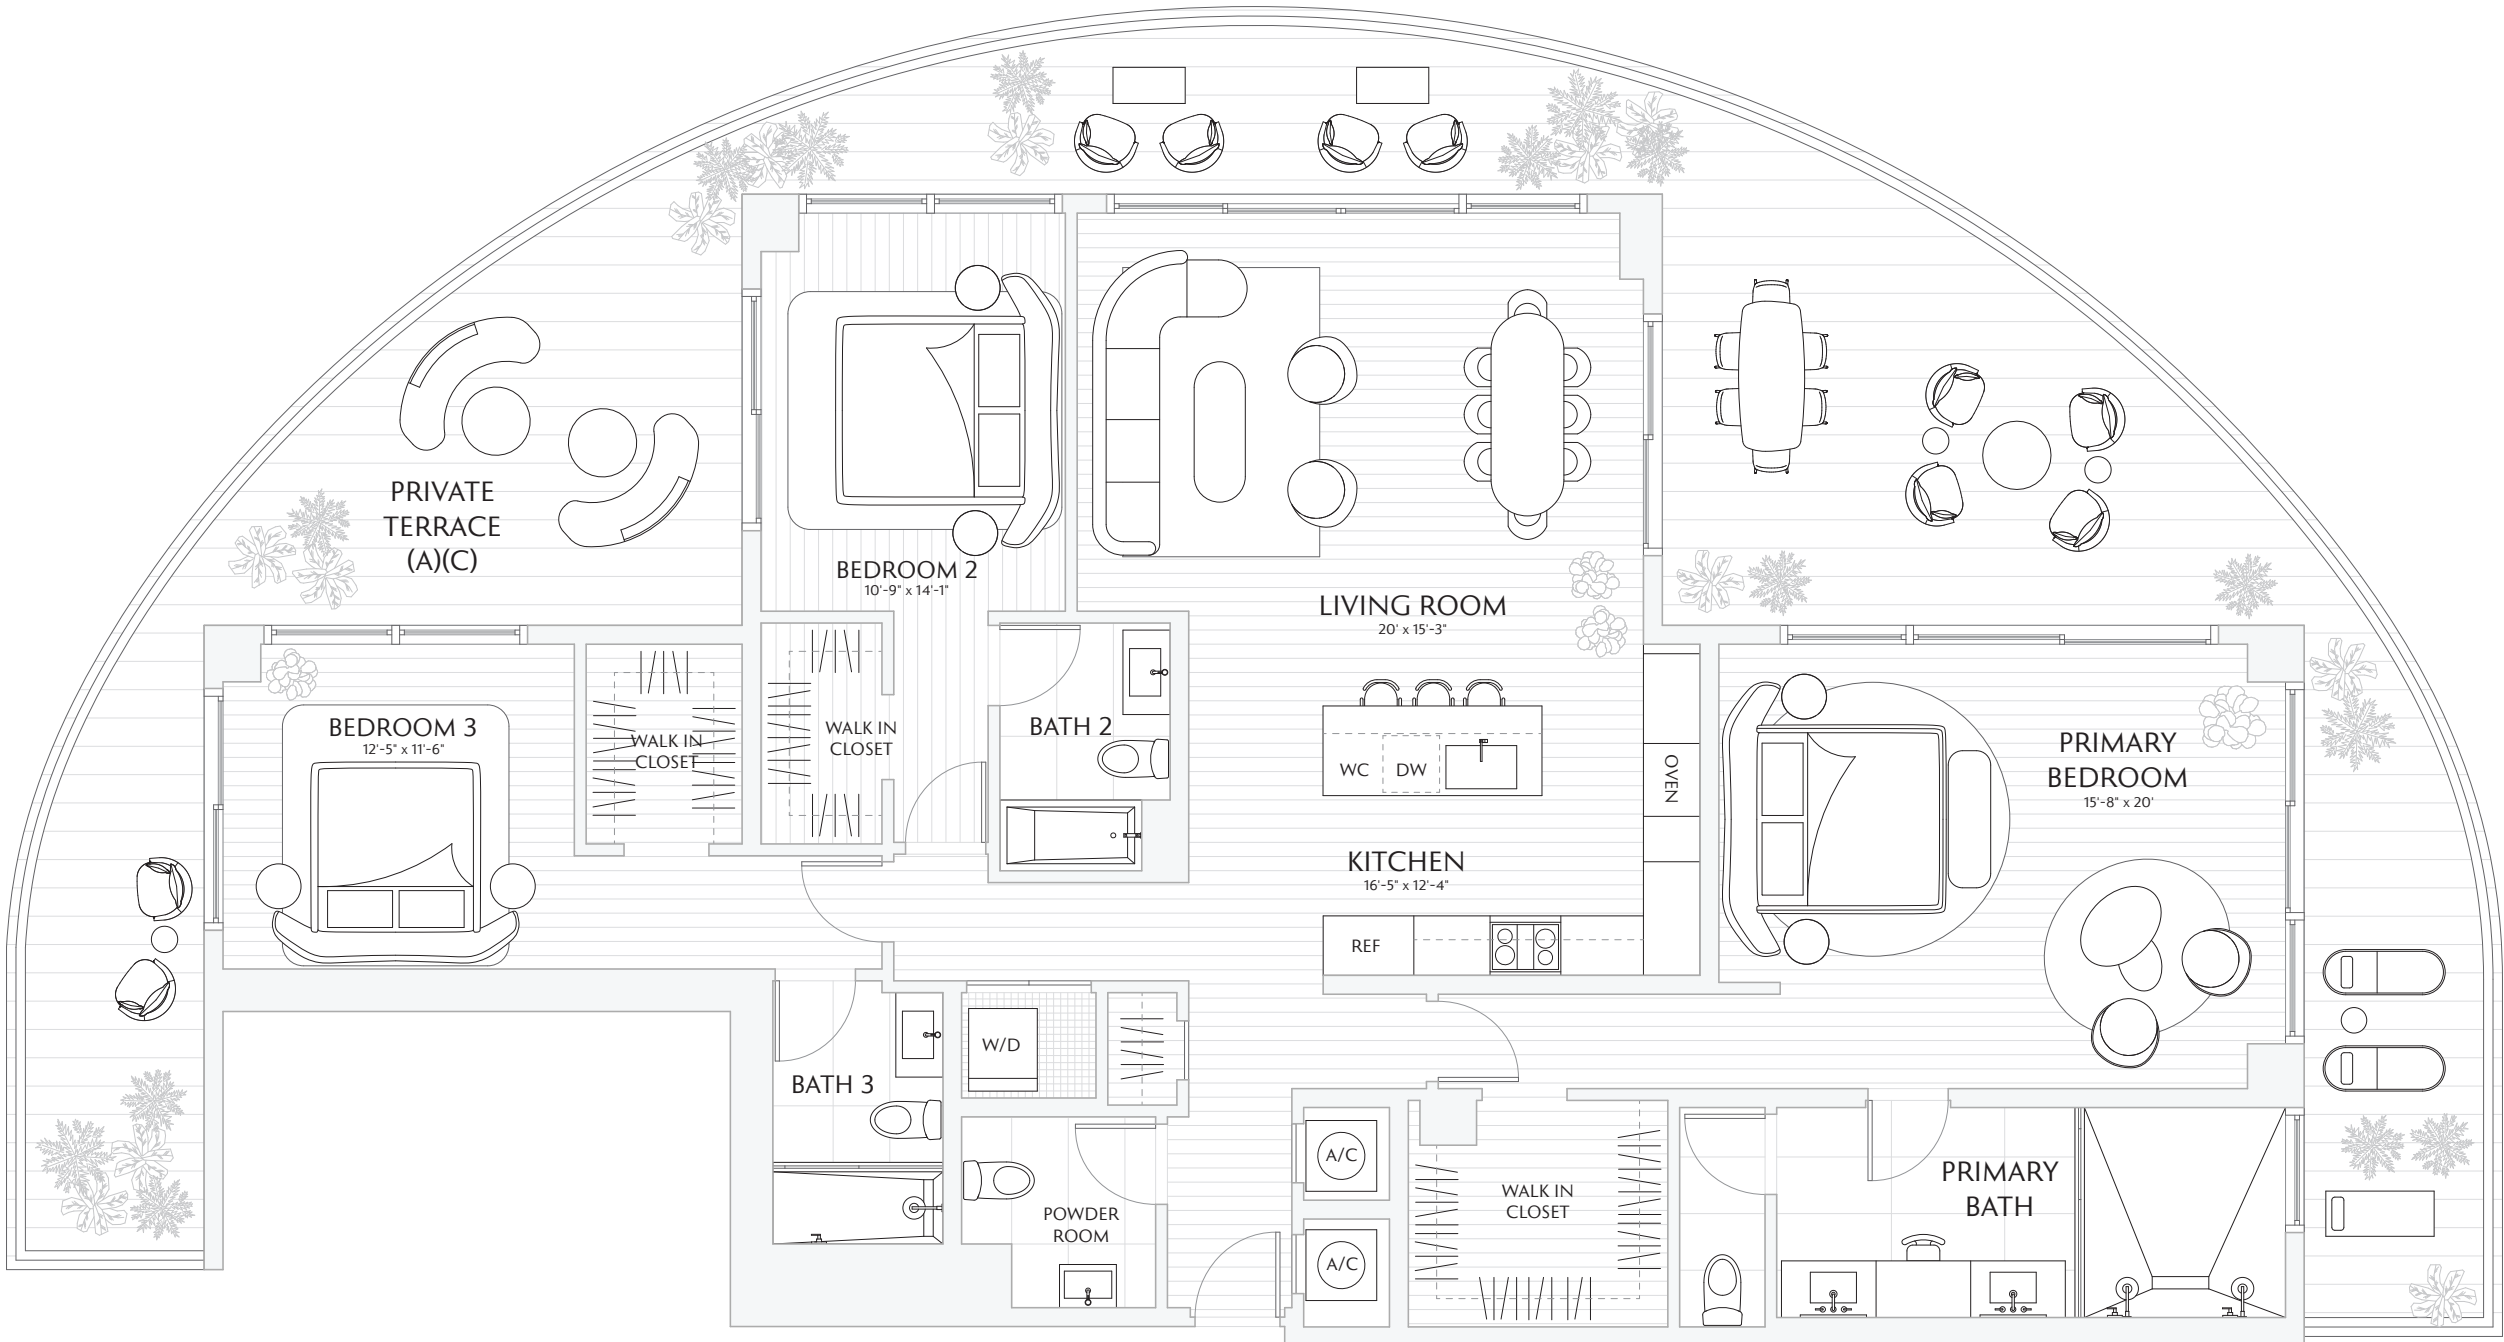 PRIVATE
TERRACE
(A)(C)
BEDROOM 2
10'-9" x 14'-1"
LIVING ROOM
20' x 15'-3"
BEDROOM 3
12'-5" x 11'-6"
WALK IN
CLOSET
WALK IN
CLOSET
BATH 2
WC
DW
OVEN
PRIMARY
BEDROOM
15'-8" x 20'
KITCHEN
16'-5" x 12'-4"
REF
W/D
BATH 3
POWDER
ROOM
A/C
A/C
WALK IN
CLOSET
PRIMARY
BATH